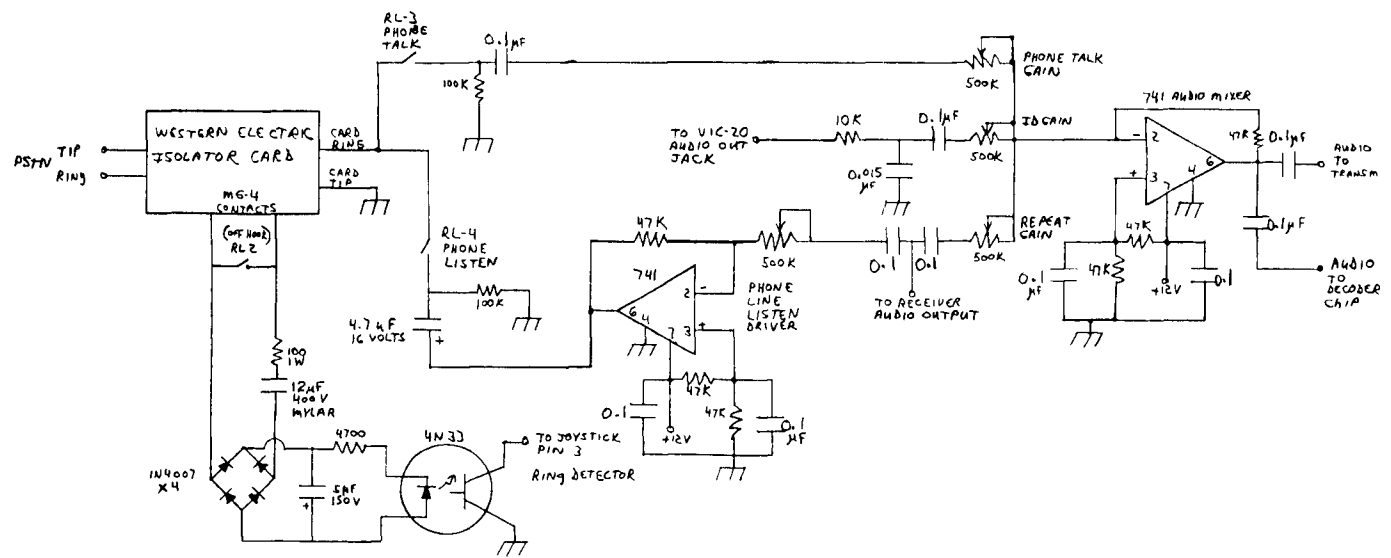 RL-3
PHONE
TALK
0.1µF
100K
500K
PHONE TALK
GAIN
WESTERN ELECTRIC
ISOLATOR CARD
PSTN
TIP
RING
CARD
RING
CARD
TIP
MG-4
CONTACTS
(OFF HOOK)
RL2
TO VIC-20
AUDIO OUT
JACK
10K
0.015
µF
0.1µF
ID GAIN
500K
741 AUDIO MIXER
2
3
4
6
7
-
+
47K
0.1µF
AUDIO
TO
TRANSM
0.1µF
AUDIO
TO
DECODER
CHIP
47K
47K
0.1
µF
+12V
0.1
RL-4
PHONE
LISTEN
100K
4.7µF
16 VOLTS
+
47K
741
2
3
4
6
7
-
+
500K
PHONE
LINE
LISTEN
DRIVER
0.1
0.1
TO RECEIVER
AUDIO OUTPUT
REPEAT
GAIN
500K
0.1
47K
47K
+12V
0.1
µF
100
1W
12µF
400V
MYLAR
1N4007
X4
4700
5µF
150V
+
4N33
TO JOYSTICK
PIN 3
RING DETECTOR